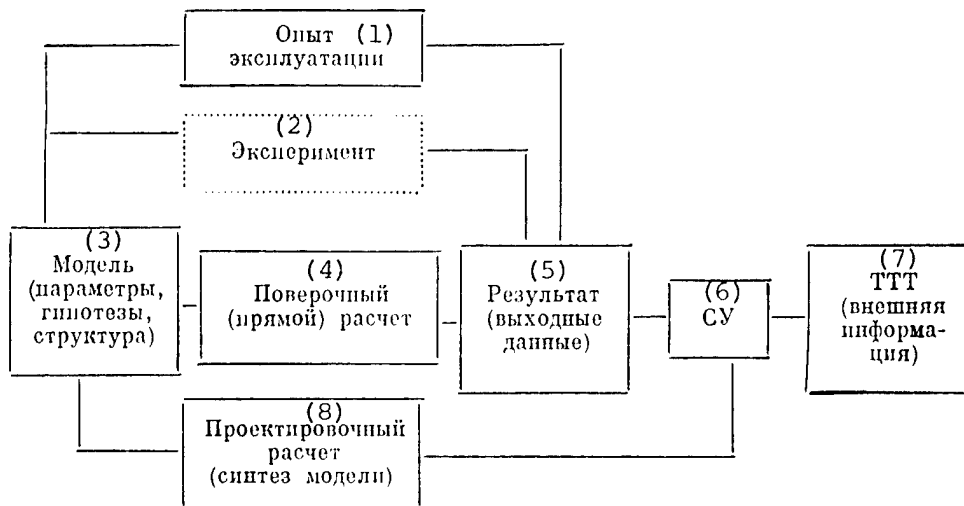 Опыт (1)
эксплуатации
(2)
Эксперимент
(3)
Модель
(параметры,
гипотезы,
структура)
(4)
Поверочный
(прямой) расчет
(5)
Результат
(выходные
данные)
(6)
СУ
(7)
ТТТ
(внешняя
информа-
ция)
(8)
Проектировочный
расчет
(синтез модели)